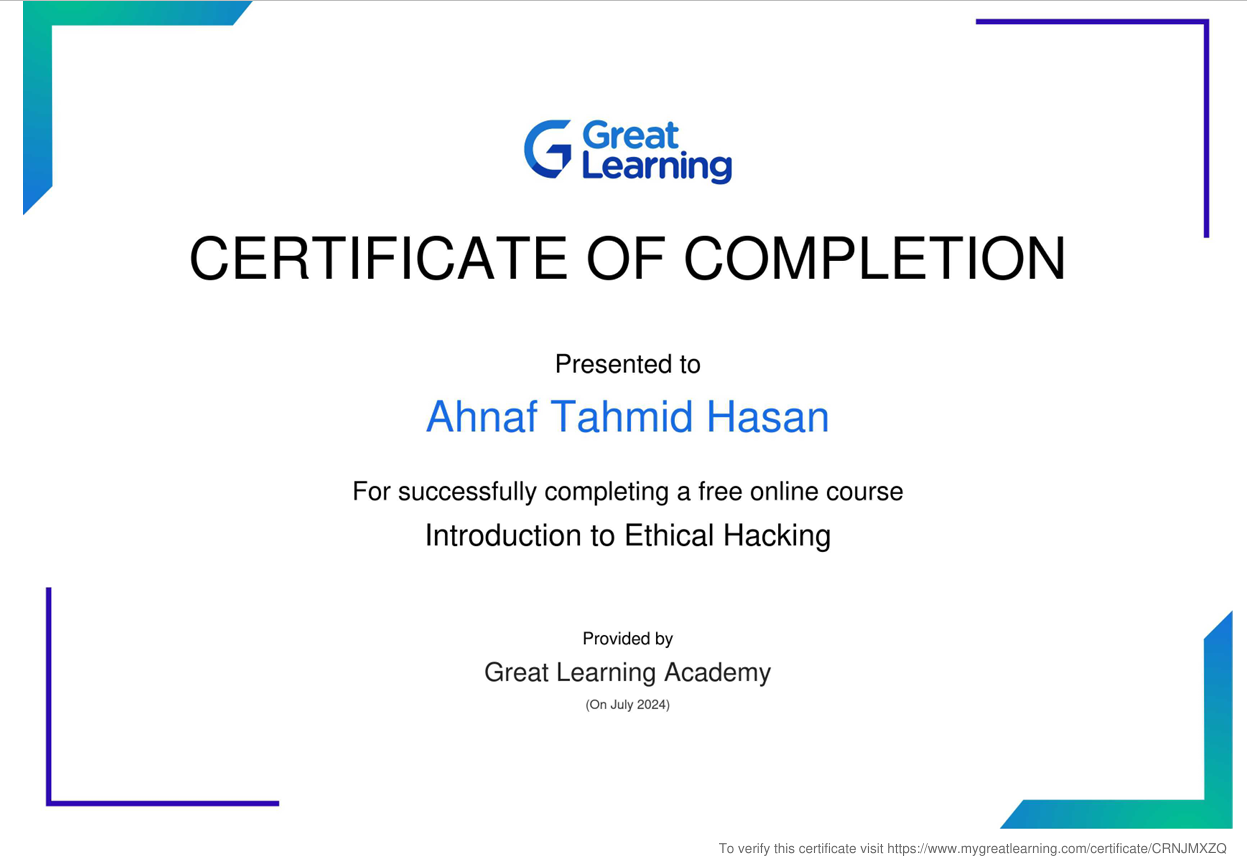 Great
Learning
CERTIFICATE OF COMPLETION
Presented to
Ahnaf Tahmid Hasan
For successfully completing a free online course
Introduction to Ethical Hacking
Provided by
Great Learning Academy
(On July 2024)
To verify this certificate visit https://www.mygreatlearning.com/certificate/CRNJMXZQ